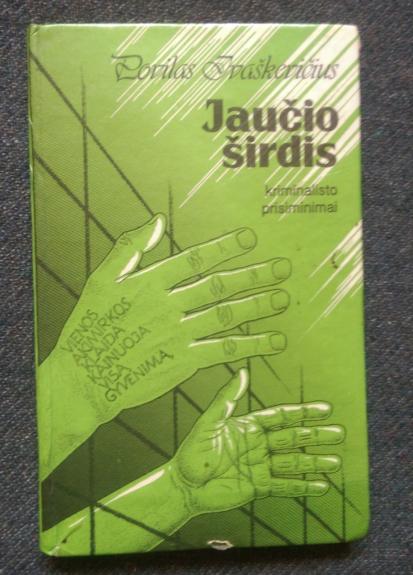 Povilas Ivaškevičius
Jaučio
širdis
kriminalisto
prisiminimai
VIENOS
AKIMIRKOS
KLAIDA
KAINUOJA
VISĄ
GYVENIMĄ